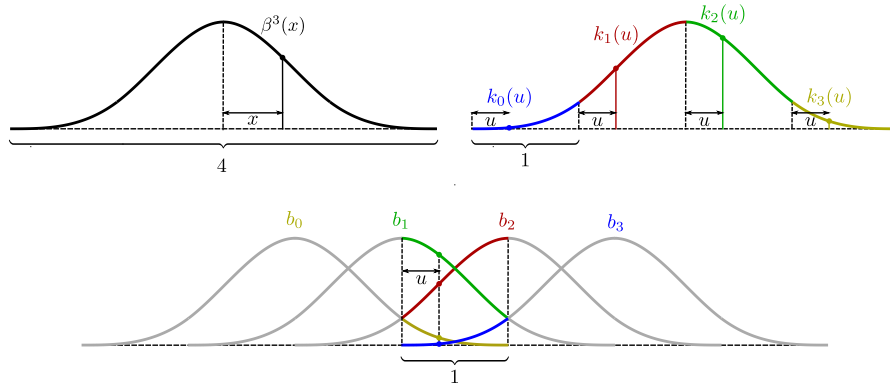 β³(x)
x
4
k₀(u)
k₁(u)
k₂(u)
k₃(u)
u
u
u
u
1
b₀
b₁
b₂
b₃
u
1